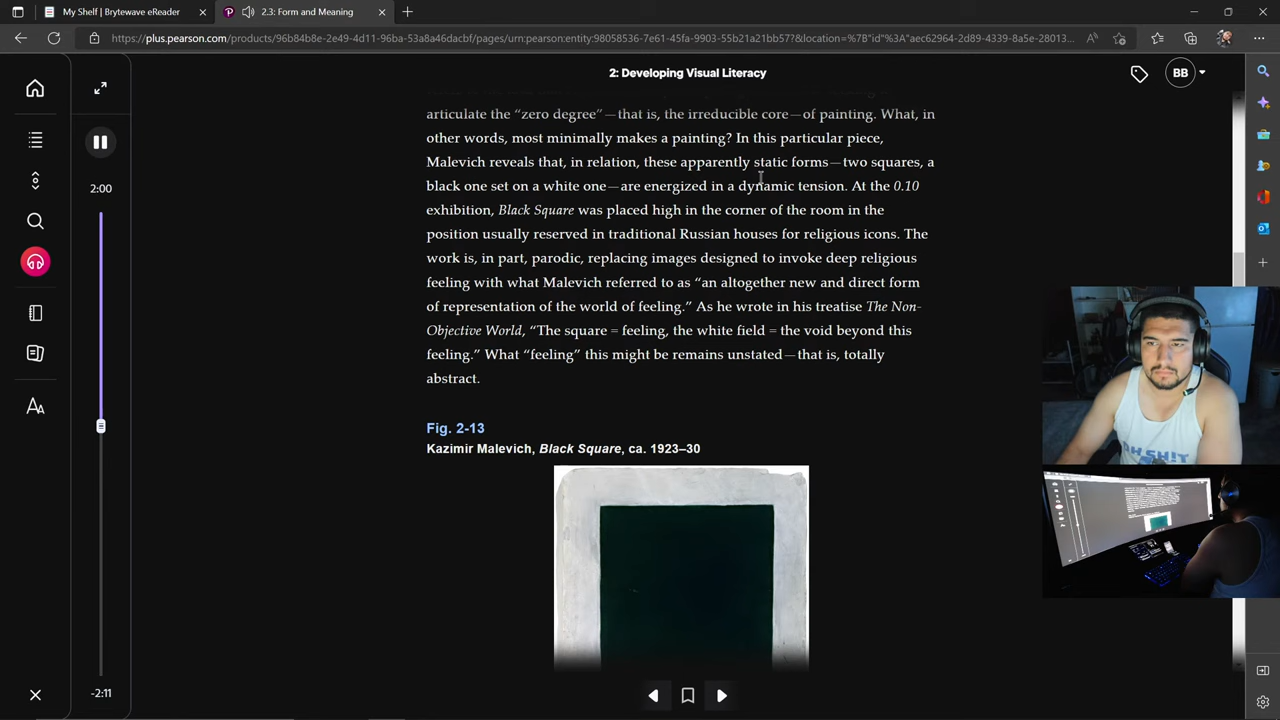 My Shelf | Brytewave eReader
2.3: Form and Meaning
https://plus.pearson.com/products/96b84b8e-2e49-4d11-96ba-53a8a46dacbf/pages/urn:pearson:entity:98058536-7e61-45fa-9903-55b21a21bb57?&location=%7B"id"%3A"aec62964-2d89-4339-8a5e-28013...
2: Developing Visual Literacy
BB
articulate the “zero degree”—that is, the irreducible core—of painting. What, in
other words, most minimally makes a painting? In this particular piece,
Malevich reveals that, in relation, these apparently static forms—two squares, a
black one set on a white one—are energized in a dynamic tension. At the 0.10
exhibition, Black Square was placed high in the corner of the room in the
position usually reserved in traditional Russian houses for religious icons. The
work is, in part, parodic, replacing images designed to invoke deep religious
feeling with what Malevich referred to as “an altogether new and direct form
of representation of the world of feeling.” As he wrote in his treatise The Non-
Objective World, “The square = feeling, the white field = the void beyond this
feeling.” What “feeling” this might be remains unstated—that is, totally
abstract.
Fig. 2-13
Kazimir Malevich, Black Square, ca. 1923–30
2:00
-2:11
OH SH!T